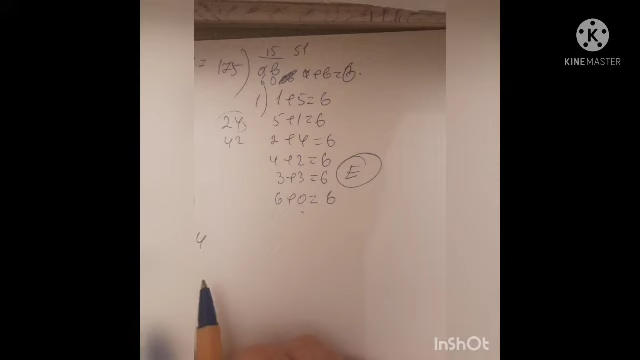 15 51
= 175) ab a+b=6.
1) 1+5=6
24 5+1=6
42 2+4=6
4+2=6
3+3=6 E
6+0=6
4
KINEMASTER
InShOt